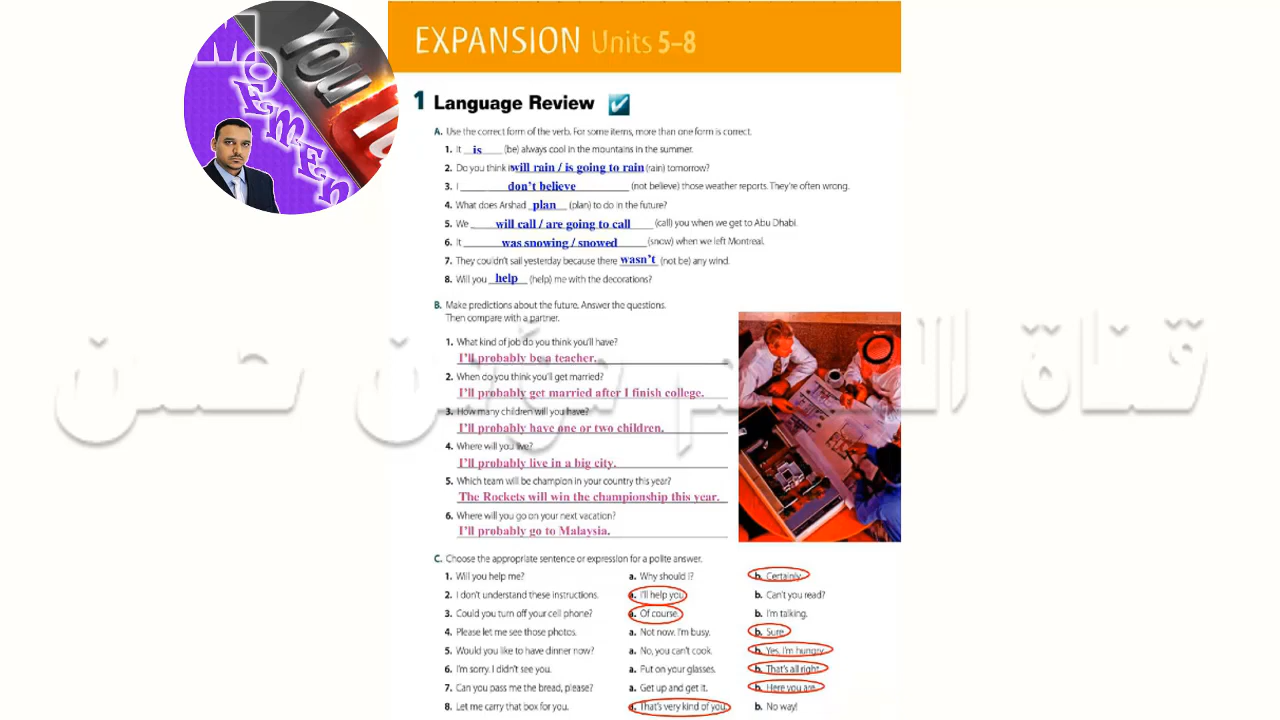 MOEMEN
You
EXPANSION Units 5–8
1 Language Review
A. Use the correct form of the verb. For some items, more than one form is correct.
1. It is (be) always cool in the mountains in the summer.
2. Do you think it will rain / is going to rain (rain) tomorrow?
3. I don't believe (not believe) those weather reports. They're often wrong.
4. What does Arshad plan (plan) to do in the future?
5. We will call / are going to call (call) you when we get to Abu Dhabi.
6. It was snowing / snowed (snow) when we left Montreal.
7. They couldn't sail yesterday because there wasn't (not be) any wind.
8. Will you help (help) me with the decorations?
B. Make predictions about the future. Answer the questions.
Then compare with a partner.
1. What kind of job do you think you'll have?
I'll probably be a teacher.
2. When do you think you'll get married?
I'll probably get married after I finish college.
3. How many children will you have?
I'll probably have one or two children.
4. Where will you live?
I'll probably live in a big city.
5. Which team will be champion in your country this year?
The Rockets will win the championship this year.
6. Where will you go on your next vacation?
I'll probably go to Malaysia.
قناة حسن
C. Choose the appropriate sentence or expression for a polite answer.
1. Will you help me? a. Why should I? b. Certainly.
2. I don't understand these instructions. a. I'll help you. b. Can't you read?
3. Could you turn off your cell phone? a. Of course. b. I'm talking.
4. Please let me see those photos. a. Not now. I'm busy. b. Sure.
5. Would you like to have dinner now? a. No, you can't cook. b. Yes, I'm hungry.
6. I'm sorry. I didn't see you. a. Put on your glasses. b. That's all right.
7. Can you pass me the bread, please? a. Get up and get it. b. Here you are.
8. Let me carry that box for you. a. That's very kind of you. b. No way!